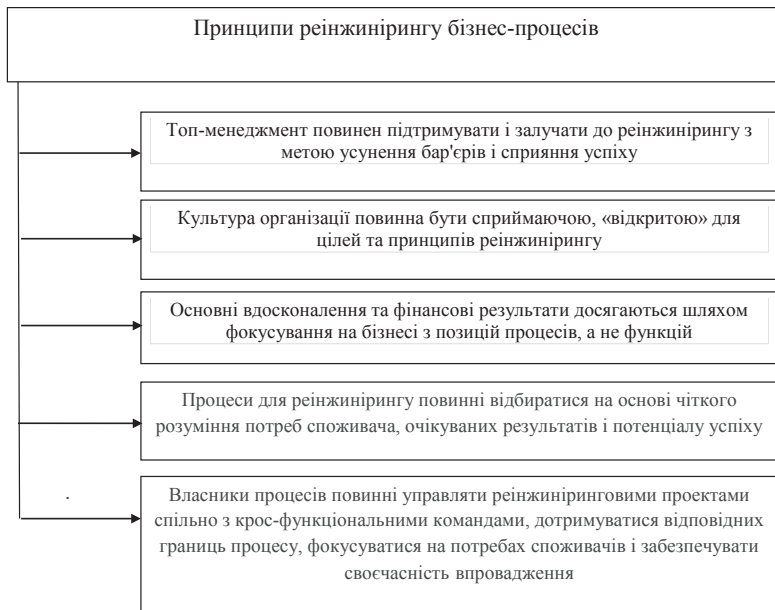 Принципи реінжинірингу бізнес-процесів
Топ-менеджмент повинен підтримувати і залучати до реінжинірингу з
метою усунення бар'єрів і сприяння успіху
Культура організації повинна бути сприймаючою, «відкритою» для
цілей та принципів реінжинірингу
Основні вдосконалення та фінансові результати досягаються шляхом
фокусування на бізнесі з позицій процесів, а не функцій
Процеси для реінжинірингу повинні відбиратися на основі чіткого
розуміння потреб споживача, очікуваних результатів і потенціалу успіху
.
Власники процесів повинні управляти реінжиніринговими проектами
спільно з крос-функціональними командами, дотримуватися відповідних
границь процесу, фокусуватися на потребах споживачів і забезпечувати
своєчасність впровадження